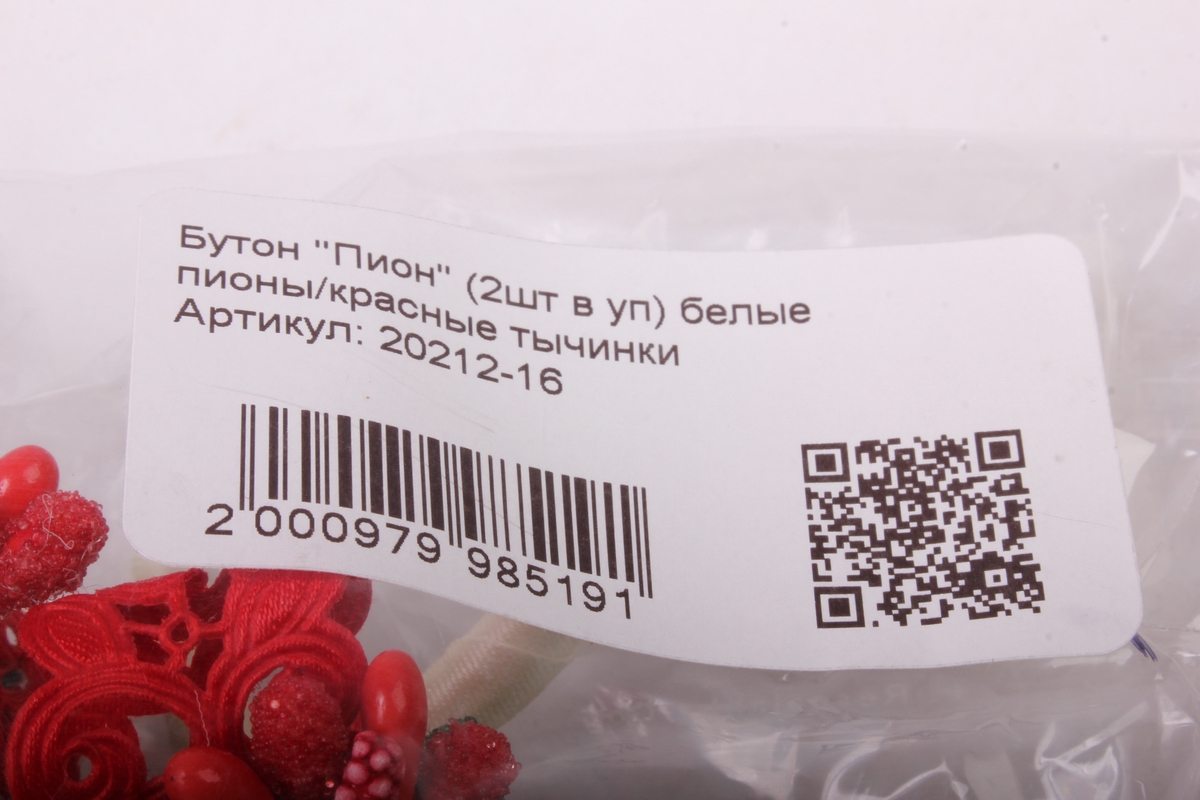 Бутон "Пион" (2шт в уп) белые
пионы/красные тычинки
Артикул: 20212-16
2 000979 985191